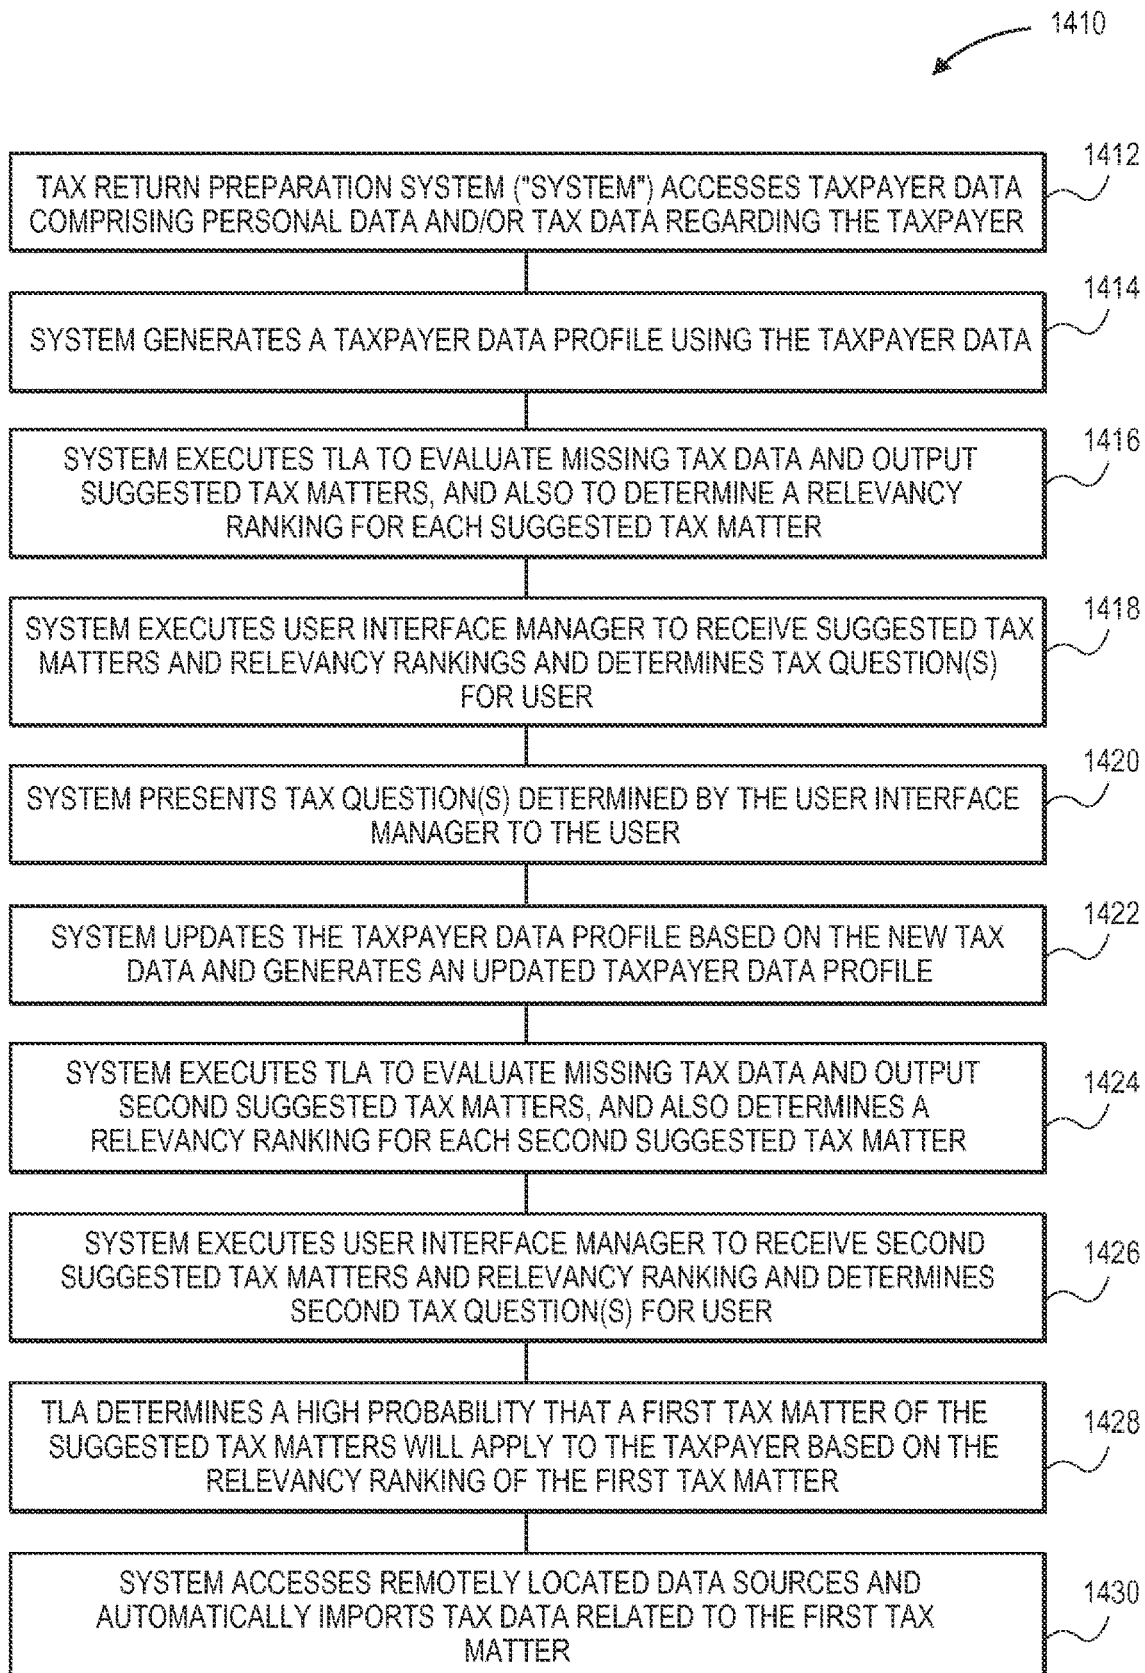 1410
1412
TAX RETURN PREPARATION SYSTEM ("SYSTEM") ACCESSES TAXPAYER DATA
COMPRISING PERSONAL DATA AND/OR TAX DATA REGARDING THE TAXPAYER
1414
SYSTEM GENERATES A TAXPAYER DATA PROFILE USING THE TAXPAYER DATA
1416
SYSTEM EXECUTES TLA TO EVALUATE MISSING TAX DATA AND OUTPUT
SUGGESTED TAX MATTERS, AND ALSO TO DETERMINE A RELEVANCY
RANKING FOR EACH SUGGESTED TAX MATTER
1418
SYSTEM EXECUTES USER INTERFACE MANAGER TO RECEIVE SUGGESTED TAX
MATTERS AND RELEVANCY RANKINGS AND DETERMINES TAX QUESTION(S)
FOR USER
1420
SYSTEM PRESENTS TAX QUESTION(S) DETERMINED BY THE USER INTERFACE
MANAGER TO THE USER
1422
SYSTEM UPDATES THE TAXPAYER DATA PROFILE BASED ON THE NEW TAX
DATA AND GENERATES AN UPDATED TAXPAYER DATA PROFILE
1424
SYSTEM EXECUTES TLA TO EVALUATE MISSING TAX DATA AND OUTPUT
SECOND SUGGESTED TAX MATTERS, AND ALSO DETERMINES A
RELEVANCY RANKING FOR EACH SECOND SUGGESTED TAX MATTER
1426
SYSTEM EXECUTES USER INTERFACE MANAGER TO RECEIVE SECOND
SUGGESTED TAX MATTERS AND RELEVANCY RANKING AND DETERMINES
SECOND TAX QUESTION(S) FOR USER
1428
TLA DETERMINES A HIGH PROBABILITY THAT A FIRST TAX MATTER OF THE
SUGGESTED TAX MATTERS WILL APPLY TO THE TAXPAYER BASED ON THE
RELEVANCY RANKING OF THE FIRST TAX MATTER
1430
SYSTEM ACCESSES REMOTELY LOCATED DATA SOURCES AND
AUTOMATICALLY IMPORTS TAX DATA RELATED TO THE FIRST TAX
MATTER